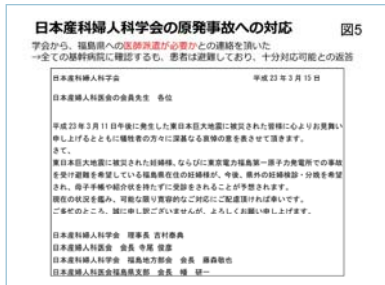 日本産科婦人科学会の原発事故への対応
図5
学会から、福島県への医師派遣が必要かとの連絡を頂いた
→全ての基幹病院に確認するも、患者は避難しており、十分対応可能との返答
日本産科婦人科学会 平成 23 年 3 月 15 日
日本産婦人科医会の会員先生 各位
平成 23 年 3 月 11 日午後に発生した東日本巨大地震に被災された皆様に心よりお見舞い
申し上げるとともに犠牲者の方々に深甚なる哀悼の意を表させて頂きます。
さて、
東日本巨大地震に被災された妊婦様、ならびに東京電力福島第一原子力発電所での事故
を受け避難を希望している福島県在住の妊婦様が、今後、県外の妊婦検診・分娩を希望
され、母子手帳や紹介状を持たずに受診をされることが予想されます。
現在の状況を鑑み、可能な限り寛容的なご対応にご配慮頂ければ幸いです。
ご多忙のところ、誠に申し訳ございませんが、よろしくお願い申し上げます。
日本産科婦人科学会 理事長 吉村泰典
日本産婦人科医会 会長 寺尾 俊彦
日本産科婦人科学会 福島地方部会 会長 藤森敬也
日本産婦人科医会福島県支部 会長 幡 研一